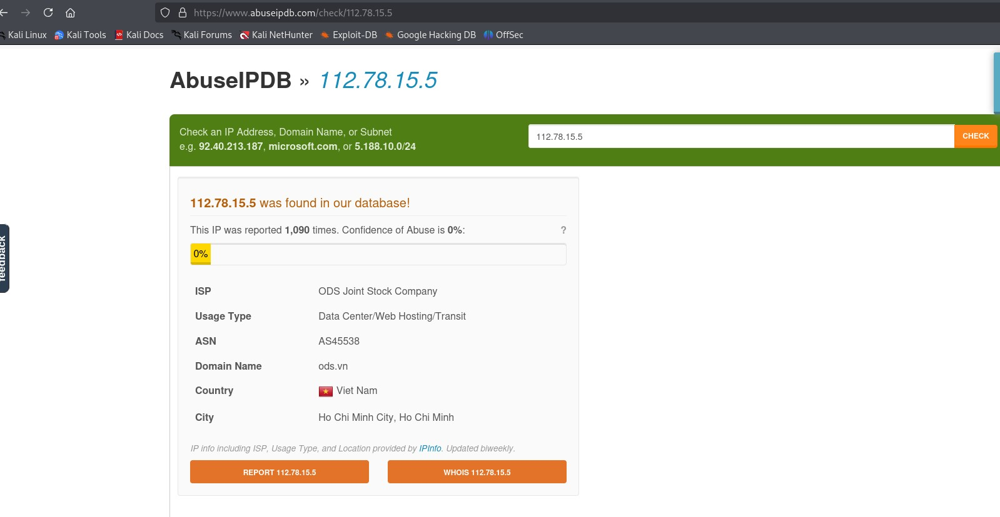 https://www.abuseipdb.com/check/112.78.15.5
Kali Linux Kali Tools Kali Docs Kali Forums Kali NetHunter Exploit-DB Google Hacking DB OffSec
AbuseIPDB » 112.78.15.5
Check an IP Address, Domain Name, or Subnet
e.g. 92.40.213.187, microsoft.com, or 5.188.10.0/24
112.78.15.5
CHECK
112.78.15.5 was found in our database!
This IP was reported 1,090 times. Confidence of Abuse is 0%: ?
0%
ISP ODS Joint Stock Company
Usage Type Data Center/Web Hosting/Transit
ASN AS45538
Domain Name ods.vn
Country Viet Nam
City Ho Chi Minh City, Ho Chi Minh
IP info including ISP, Usage Type, and Location provided by IPInfo. Updated biweekly.
REPORT 112.78.15.5 WHOIS 112.78.15.5
feedback